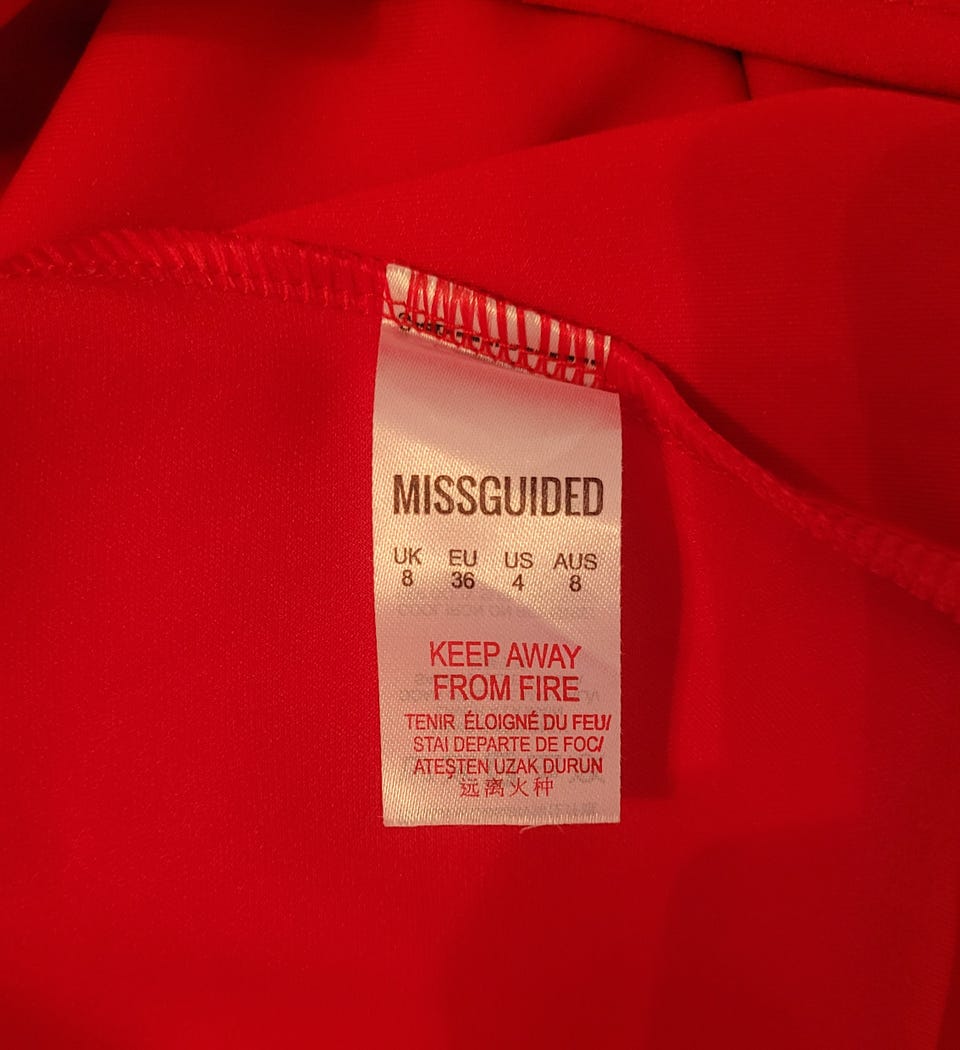 MISSGUIDED
UK EU US AUS
8 36 4 8
KEEP AWAY
FROM FIRE
TENIR ÉLOIGNÉ DU FEU/
STAI DEPARTE DE FOC/
ATEŞTEN UZAK DURUN
远离火种